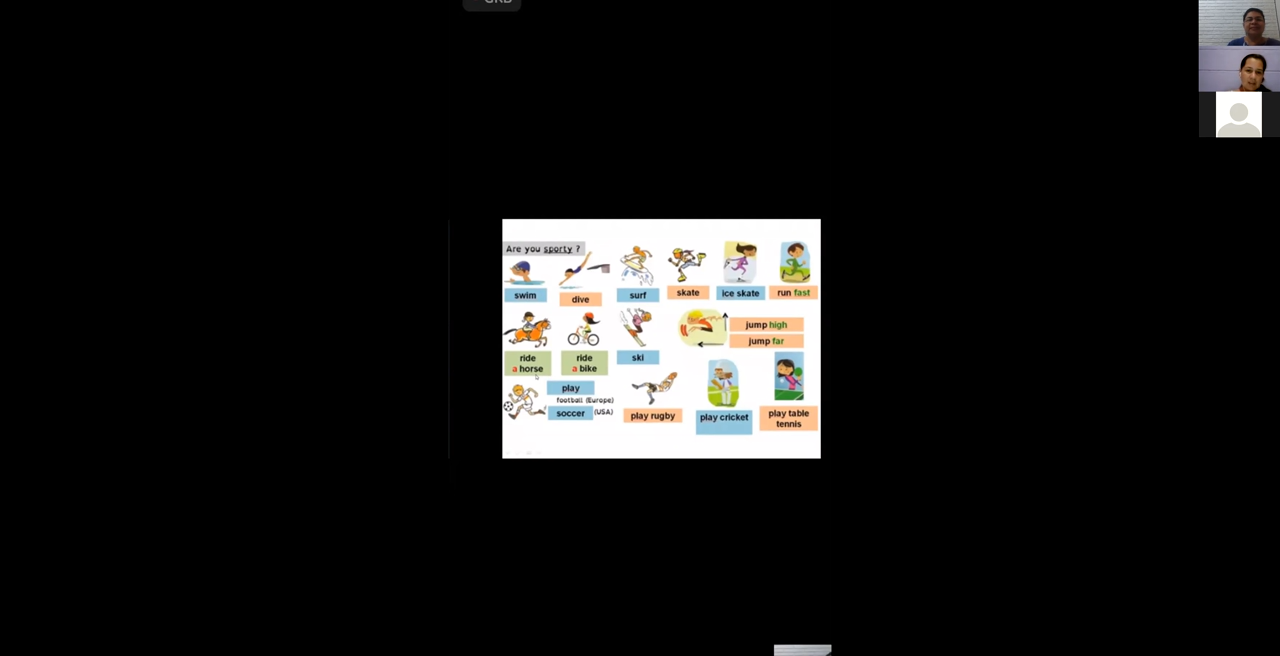 Are you sporty ?
swim
dive
surf
skate
ice skate
run fast
ride
a horse
ride
a bike
ski
jump high
jump far
play
football (Europe)
soccer (USA)
play rugby
play cricket
play table
tennis